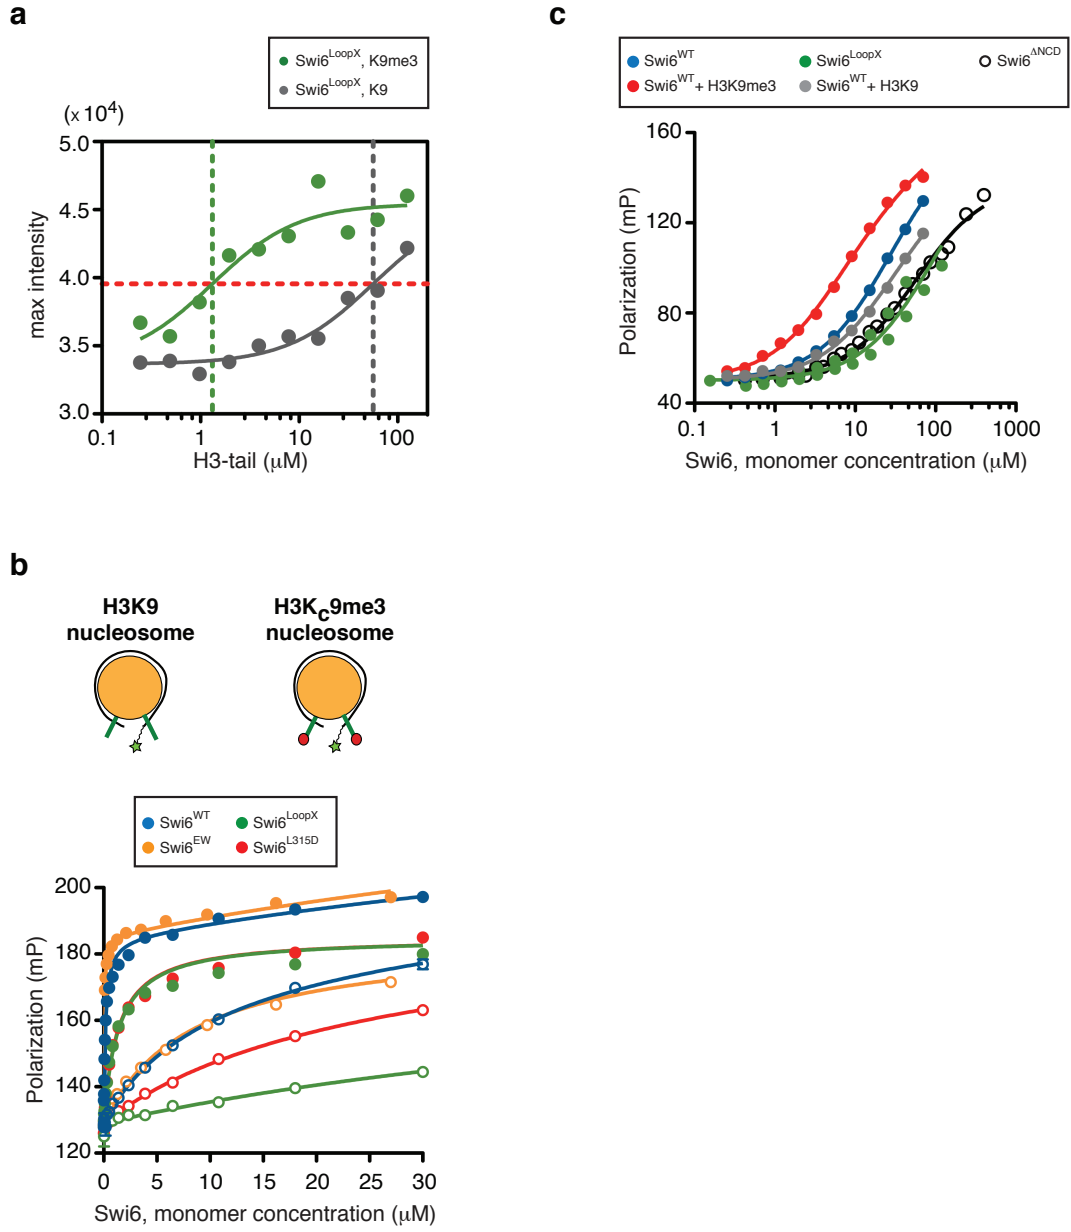 a
Swi6LoopX, K9me3
Swi6LoopX, K9
(x 10⁴)
5.0
4.5
4.0
3.5
3.0
max intensity
0.1 1 10 100
H3-tail (μM)
c
Swi6WT Swi6LoopX Swi6ΔNCD
Swi6WT + H3K9me3 Swi6WT + H3K9
160
120
80
40
Polarization (mP)
0.1 1 10 100 1000
Swi6, monomer concentration (μM)
b
H3K9
nucleosome
H3KC9me3
nucleosome
Swi6WT Swi6LoopX
Swi6EW Swi6L315D
200
180
160
140
120
Polarization (mP)
0 5 10 15 20 25 30
Swi6, monomer concentration (μM)